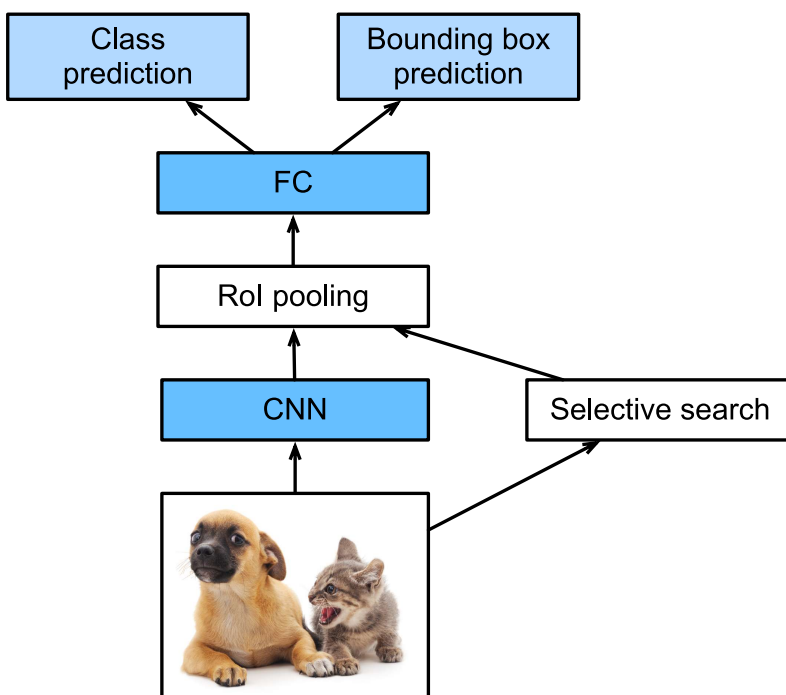 Class
prediction
Bounding box
prediction
FC
RoI pooling
CNN
Selective search